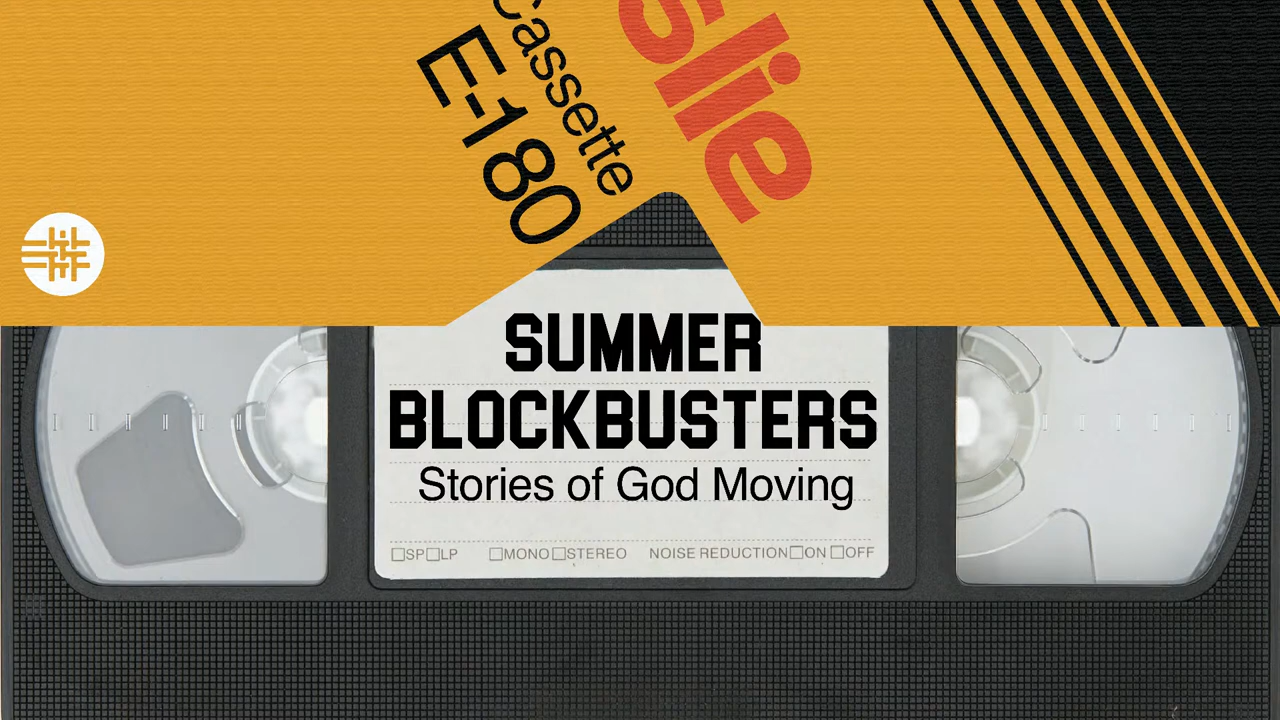 Cassette
E-180
slie
SUMMER
BLOCKBUSTERS
Stories of God Moving
SP LP MONO STEREO NOISE REDUCTION ON OFF